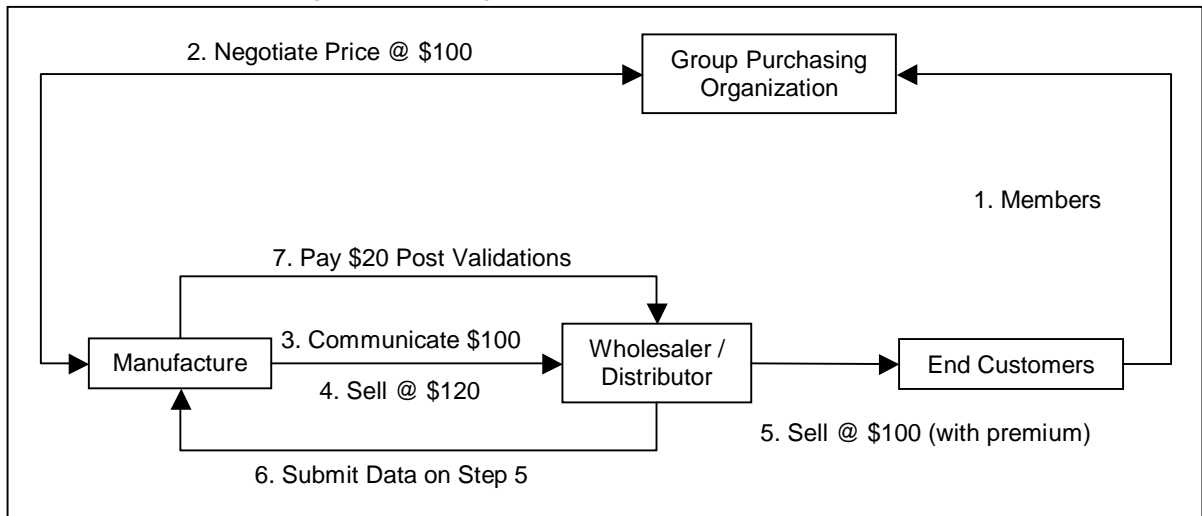 2. Negotiate Price @ $100
Group Purchasing
Organization
1. Members
7. Pay $20 Post Validations
Manufacture
3. Communicate $100
4. Sell @ $120
Wholesaler /
Distributor
End Customers
5. Sell @ $100 (with premium)
6. Submit Data on Step 5